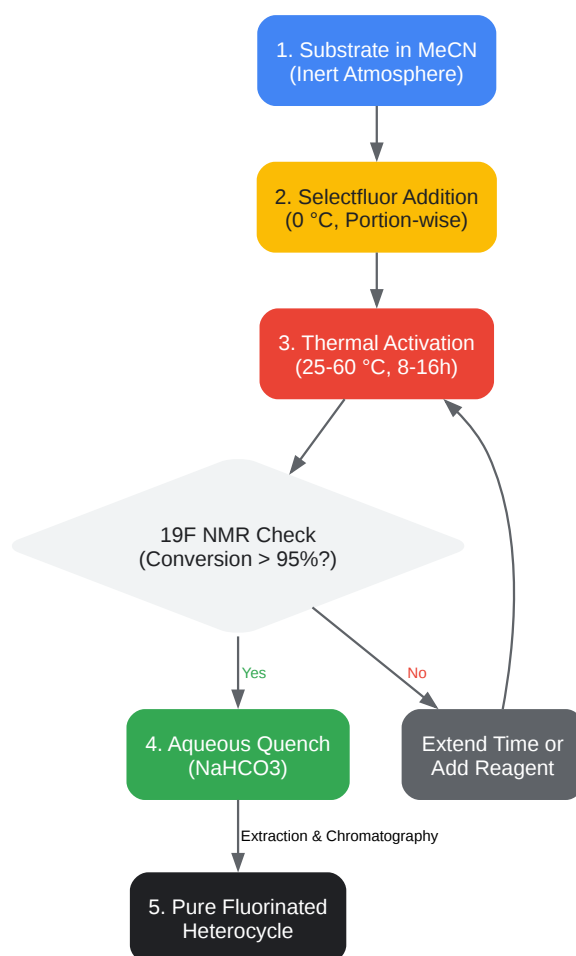 1. Substrate in MeCN
(Inert Atmosphere)
2. Selectfluor Addition
(0 °C, Portion-wise)
3. Thermal Activation
(25-60 °C, 8-16h)
19F NMR Check
(Conversion > 95%?)
Yes
No
4. Aqueous Quench
(NaHCO3)
Extend Time or
Add Reagent
Extraction & Chromatography
5. Pure Fluorinated
Heterocycle